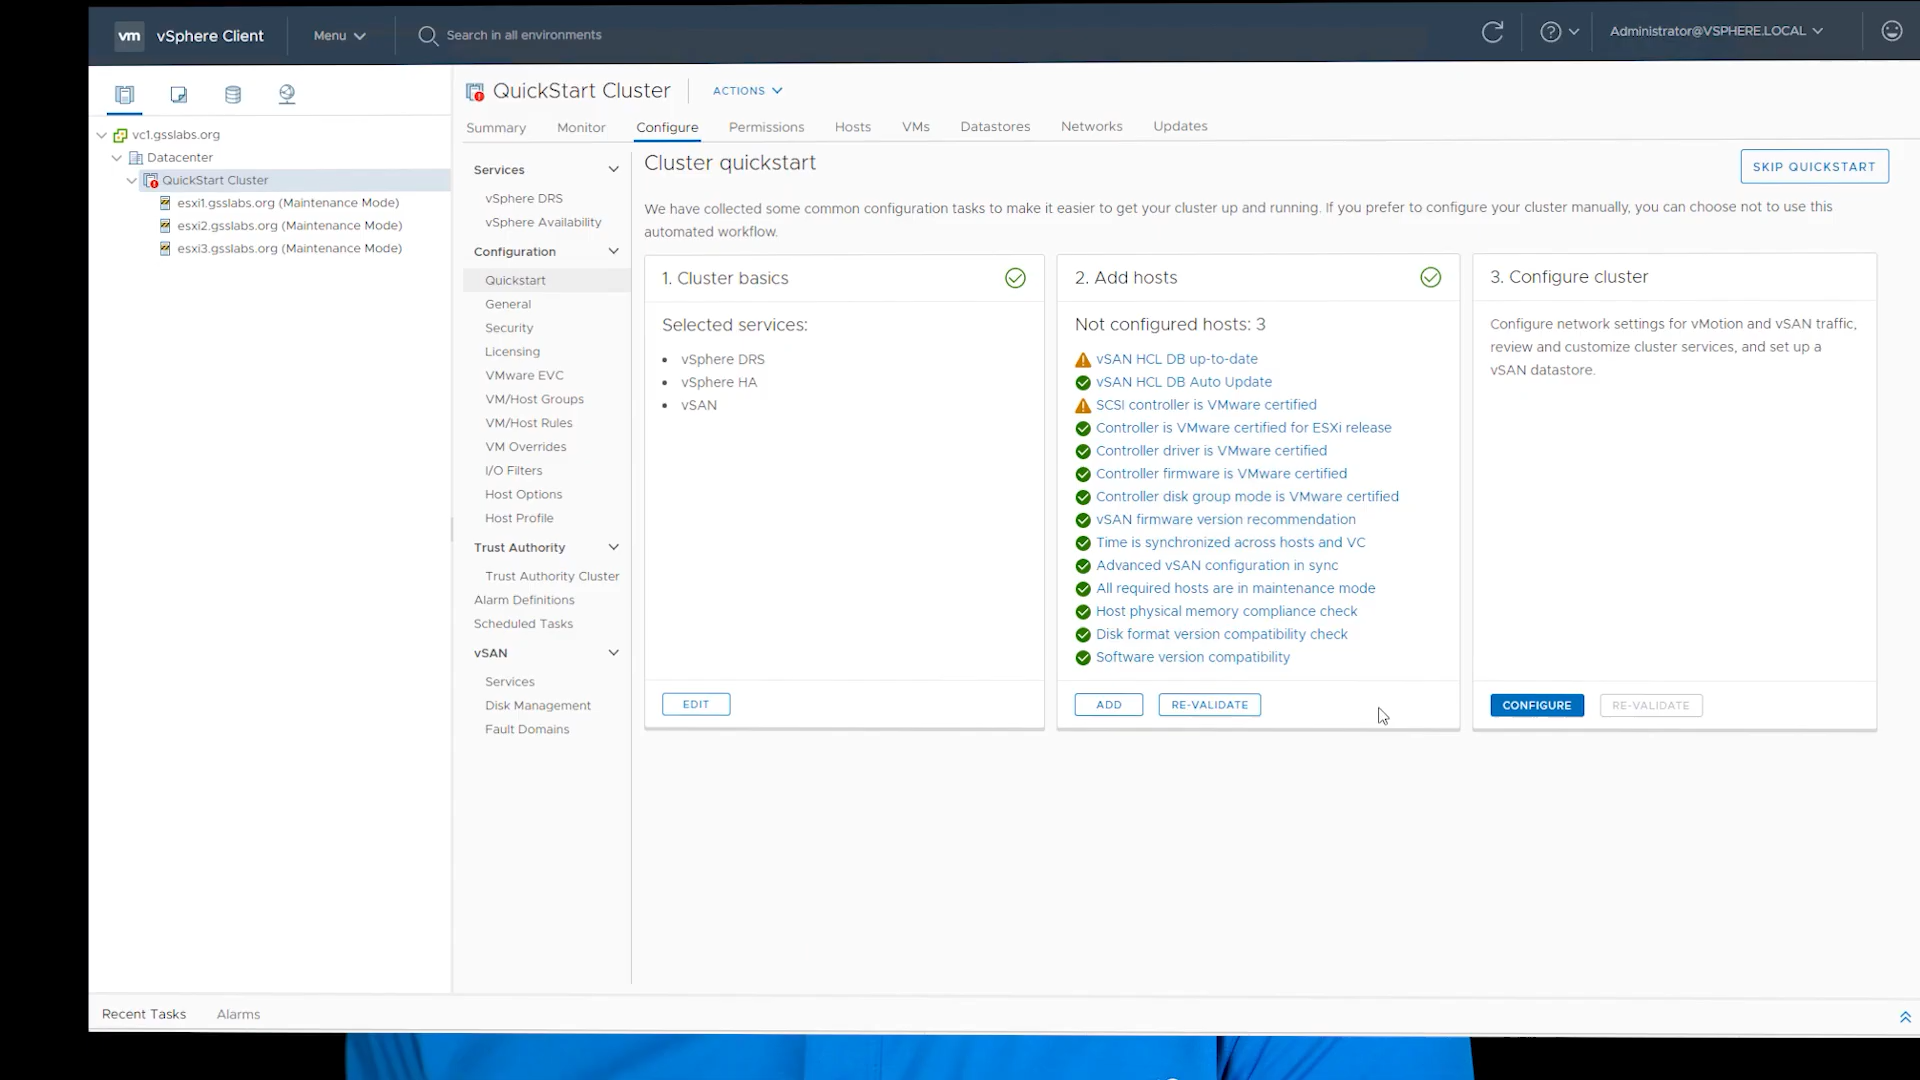 vm vSphere Client Menu Search in all environments Administrator@VSPHERE.LOCAL
QuickStart Cluster ACTIONS
Summary Monitor Configure Permissions Hosts VMs Datastores Networks Updates
vc1.gsslabs.org
Datacenter
QuickStart Cluster
esxi1.gsslabs.org (Maintenance Mode)
esxi2.gsslabs.org (Maintenance Mode)
esxi3.gsslabs.org (Maintenance Mode)
Services
vSphere DRS
vSphere Availability
Configuration
Quickstart
General
Security
Licensing
VMware EVC
VM/Host Groups
VM/Host Rules
VM Overrides
I/O Filters
Host Options
Host Profile
Trust Authority
Trust Authority Cluster
Alarm Definitions
Scheduled Tasks
vSAN
Services
Disk Management
Fault Domains
Cluster quickstart
SKIP QUICKSTART
We have collected some common configuration tasks to make it easier to get your cluster up and running. If you prefer to configure your cluster manually, you can choose not to use this
automated workflow.
1. Cluster basics
Selected services:
• vSphere DRS
• vSphere HA
• vSAN
EDIT
2. Add hosts
Not configured hosts: 3
vSAN HCL DB up-to-date
vSAN HCL DB Auto Update
SCSI controller is VMware certified
Controller is VMware certified for ESXi release
Controller driver is VMware certified
Controller firmware is VMware certified
Controller disk group mode is VMware certified
vSAN firmware version recommendation
Time is synchronized across hosts and VC
Advanced vSAN configuration in sync
All required hosts are in maintenance mode
Host physical memory compliance check
Disk format version compatibility check
Software version compatibility
ADD RE-VALIDATE
3. Configure cluster
Configure network settings for vMotion and vSAN traffic,
review and customize cluster services, and set up a
vSAN datastore.
CONFIGURE RE-VALIDATE
Recent Tasks Alarms